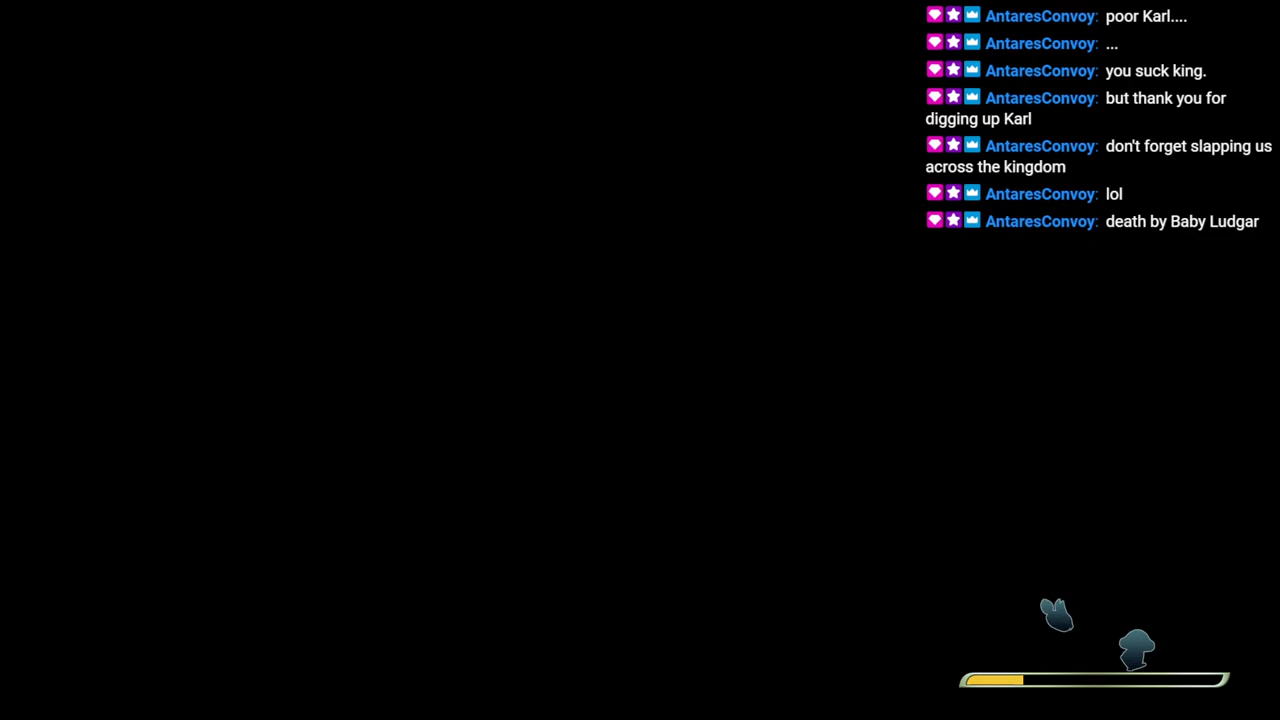 AntaresConvoy: poor Karl....
AntaresConvoy: ...
AntaresConvoy: you suck king.
AntaresConvoy: but thank you for
digging up Karl
AntaresConvoy: don't forget slapping us
across the kingdom
AntaresConvoy: lol
AntaresConvoy: death by Baby Ludgar